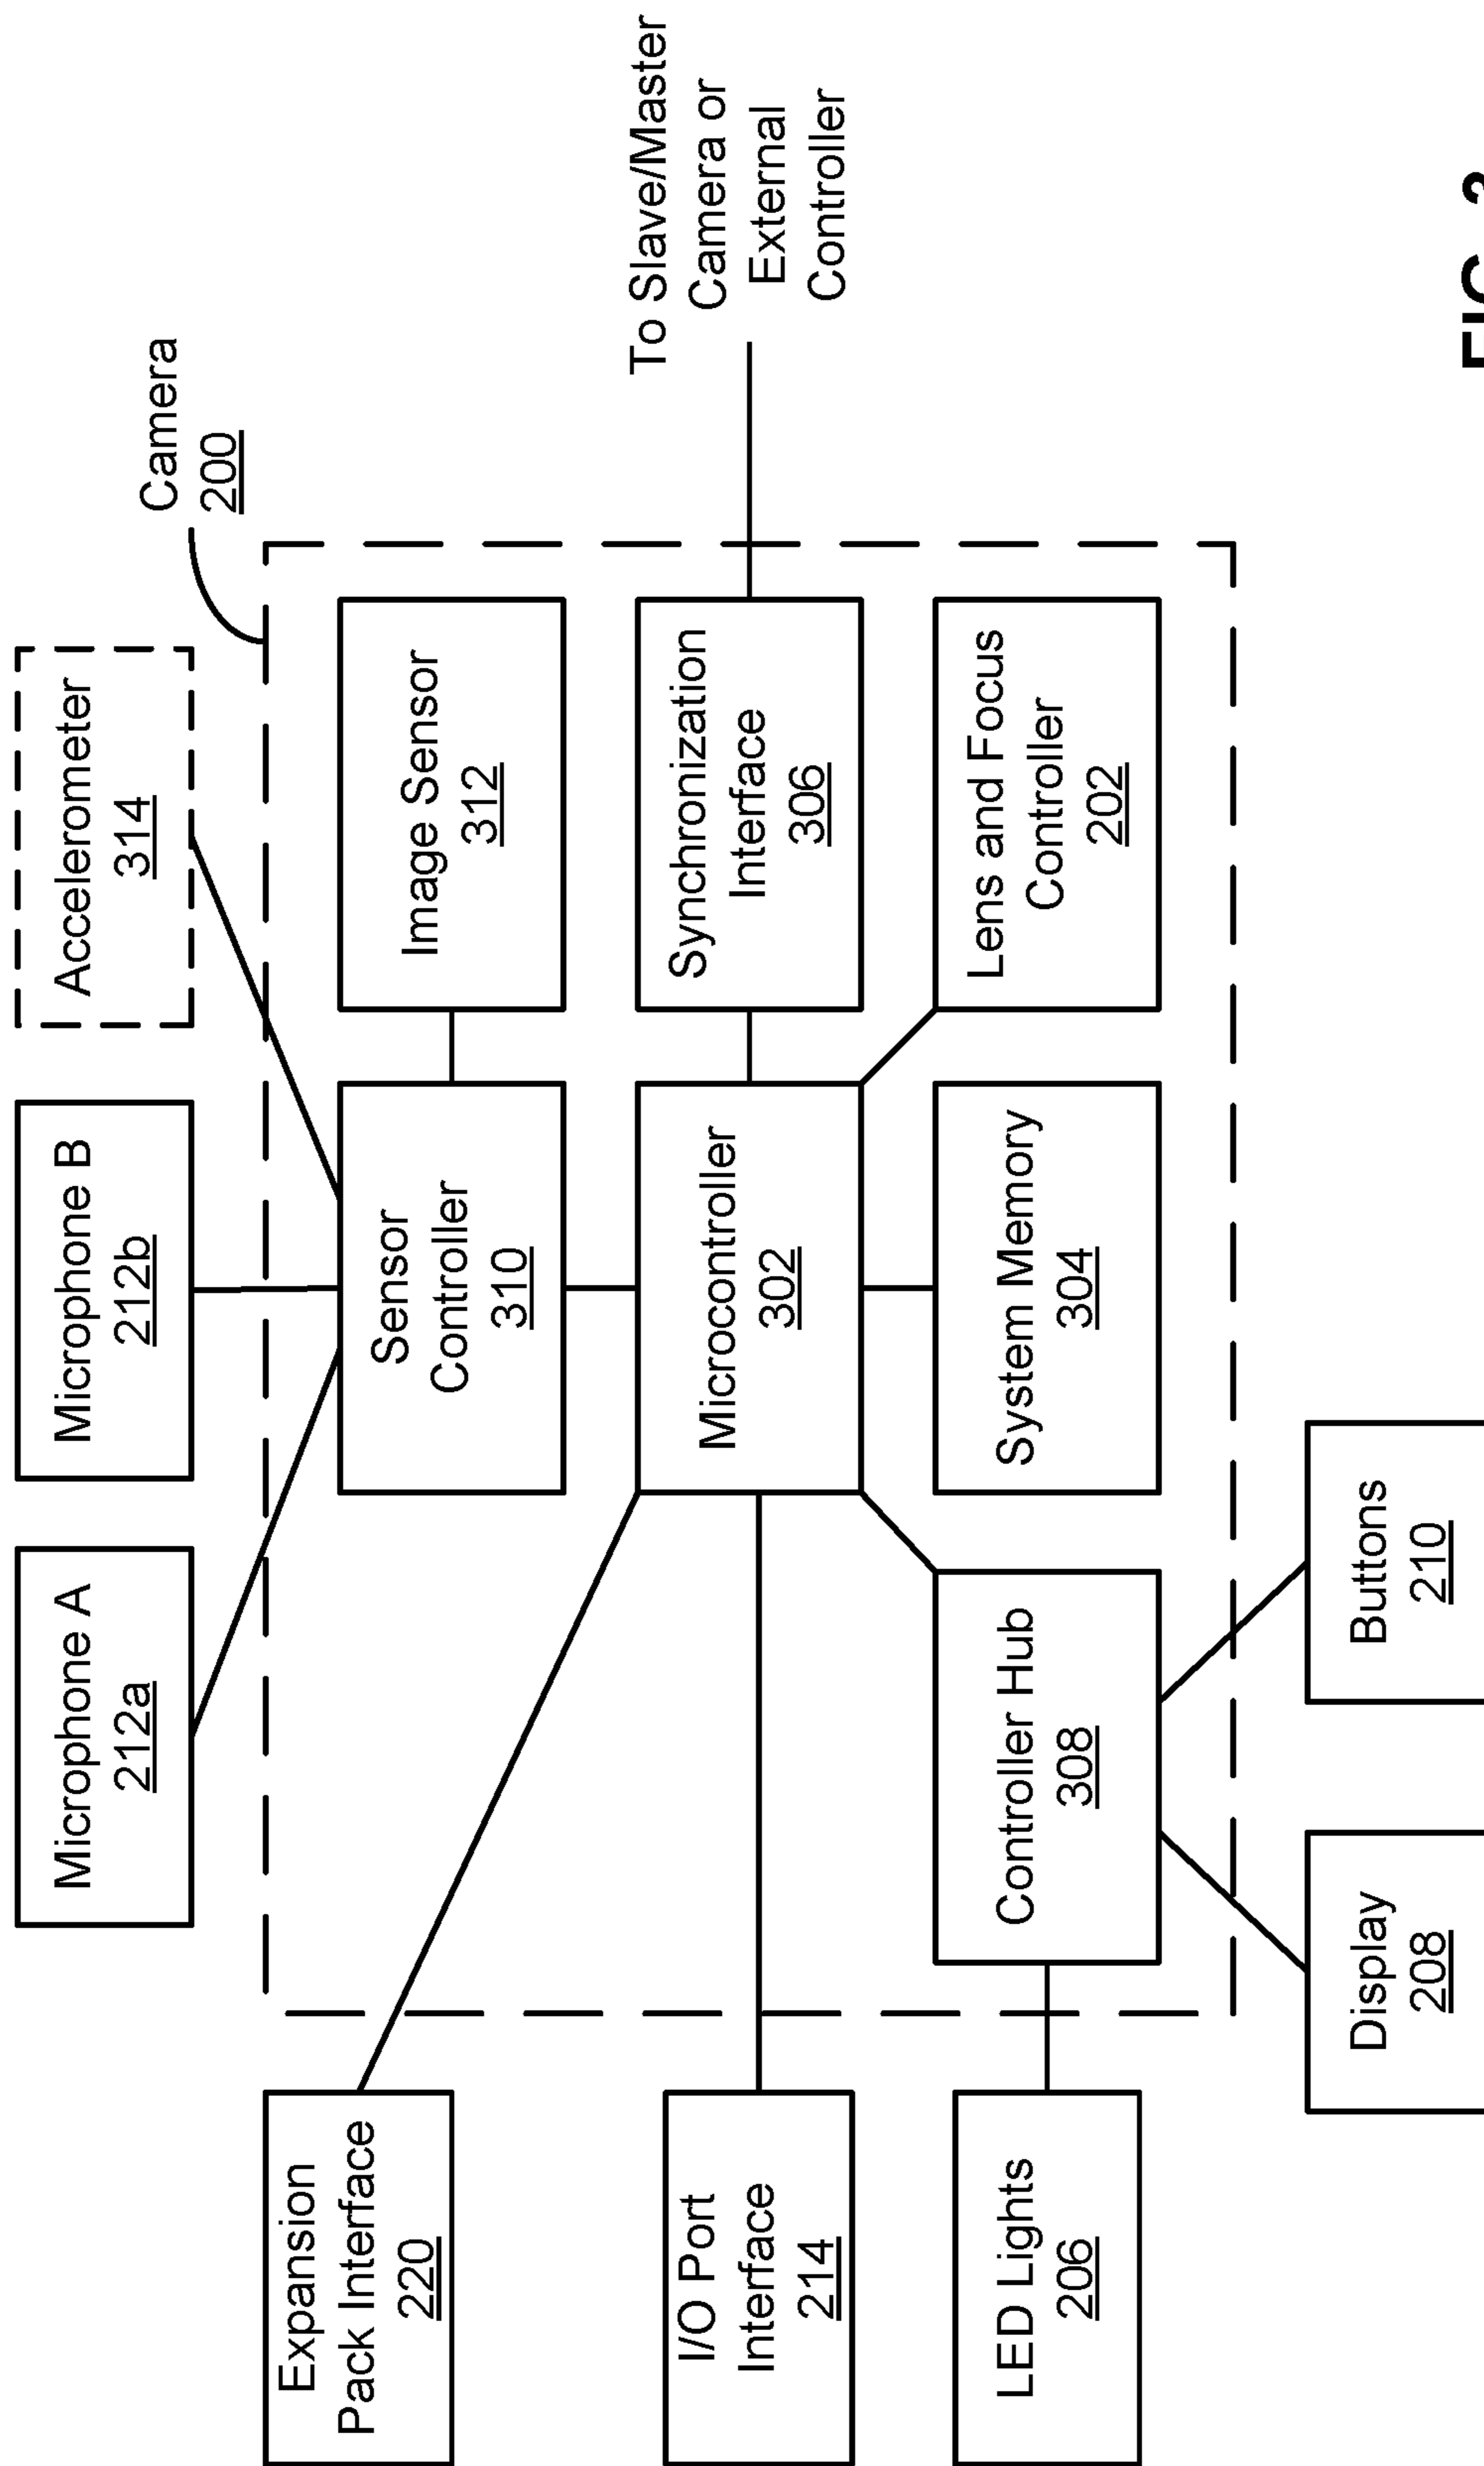 Microphone A
212a
Microphone B
212b
Accelerometer
314
Camera
200
Expansion
Pack Interface
220
Sensor
Controller
310
Image Sensor
312
To Slave/Master
Camera or
External
Controller
I/O Port
Interface
214
Microcontroller
302
Synchronization
Interface
306
LED Lights
206
Controller Hub
308
System Memory
304
Lens and Focus
Controller
202
Display
208
Buttons
210
FIG. 3